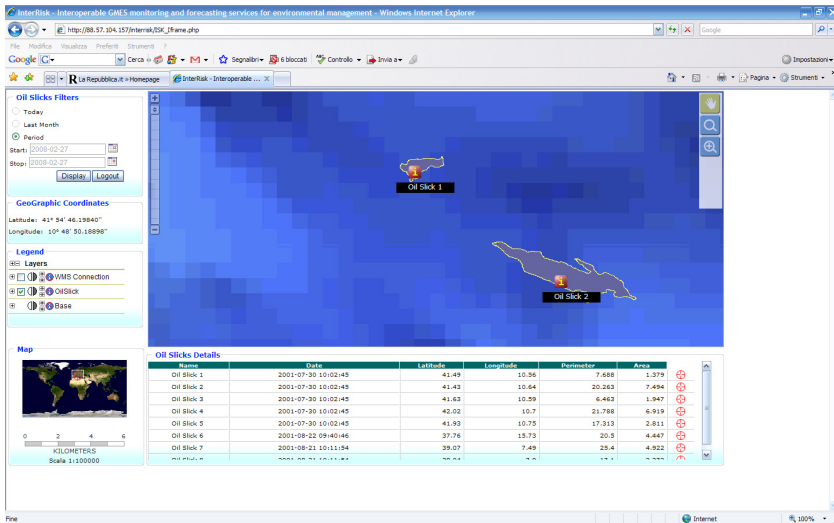 InterRisk - Interoperable GMES monitoring and forecasting services for environmental management - Windows Internet Explorer
http://88.57.104.157/interrisk/ISK_Iframe.php
Google
File Modifica Visualizza Preferiti Strumenti ?
Google G Cerca M Segnalibri 6 bloccati Controllo Invia a Impostazioni
R La Repubblica.it » Homepage InterRisk - Interoperable ... X Pagina Strumenti
Oil Slicks Filters
Today
Last Month
Period
Start: 2008-02-27
Stop: 2008-02-27
Display Logout
GeoGraphic Coordinates
Latitude: 41° 54' 46.19840"
Longitude: 10° 48' 50.18898"
Legend
Layers
WMS Connection
OilSlick
Base
Oil Slick 1
Oil Slick 2
Map
0 2 4 6
KILOMETERS
Scale 1:100000
Oil Slicks Details
Name Date Latitude Longitude Perimeter Area
Oil Slick 1 2001-07-30 10:02:45 41.49 10.56 7.688 1.379
Oil Slick 2 2001-07-30 10:02:45 41.43 10.64 20.263 7.494
Oil Slick 3 2001-07-30 10:02:45 41.63 10.59 6.463 1.947
Oil Slick 4 2001-07-30 10:02:45 42.02 10.7 21.788 6.919
Oil Slick 5 2001-07-30 10:02:45 41.93 10.75 17.313 2.811
Oil Slick 6 2001-08-22 09:40:46 37.76 15.73 20.5 4.447
Oil Slick 7 2001-08-21 10:11:54 39.07 7.49 25.4 4.922
Oil Slick 8 2001-08-21 10:11:54
Fine Internet 100%